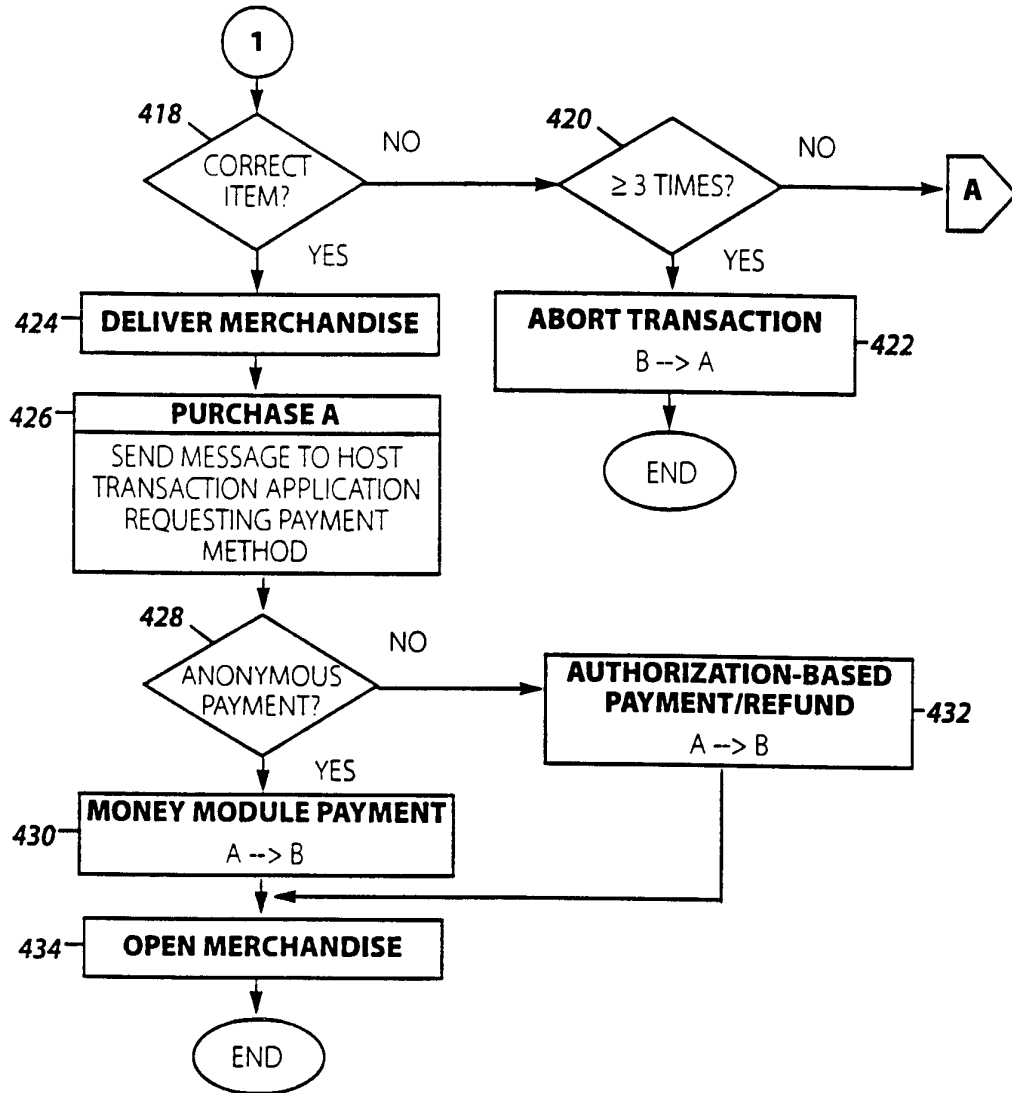 1
418
CORRECT
ITEM?
NO
YES
420
≥ 3 TIMES?
NO
A
YES
424
DELIVER MERCHANDISE
ABORT TRANSACTION
B --> A
422
END
426
PURCHASE A
SEND MESSAGE TO HOST
TRANSACTION APPLICATION
REQUESTING PAYMENT
METHOD
428
ANONYMOUS
PAYMENT?
NO
YES
AUTHORIZATION-BASED
PAYMENT/REFUND
A --> B
432
430
MONEY MODULE PAYMENT
A --> B
434
OPEN MERCHANDISE
END